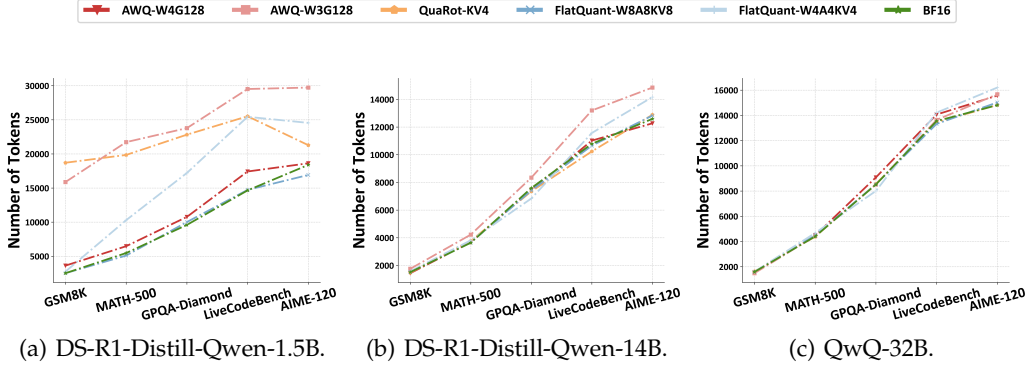 AWQ-W4G128 AWQ-W3G128 QuaRot-KV4 FlatQuant-W8A8KV8 FlatQuant-W4A4KV4 BF16
Number of Tokens
30000
25000
20000
15000
10000
5000
GSM8K MATH-500 GPQA-Diamond LiveCodeBench AIME-120
(a) DS-R1-Distill-Qwen-1.5B.
Number of Tokens
14000
12000
10000
8000
6000
4000
2000
GSM8K MATH-500 GPQA-Diamond LiveCodeBench AIME-120
(b) DS-R1-Distill-Qwen-14B.
Number of Tokens
16000
14000
12000
10000
8000
6000
4000
2000
GSM8K MATH-500 GPQA-Diamond LiveCodeBench AIME-120
(c) QwQ-32B.